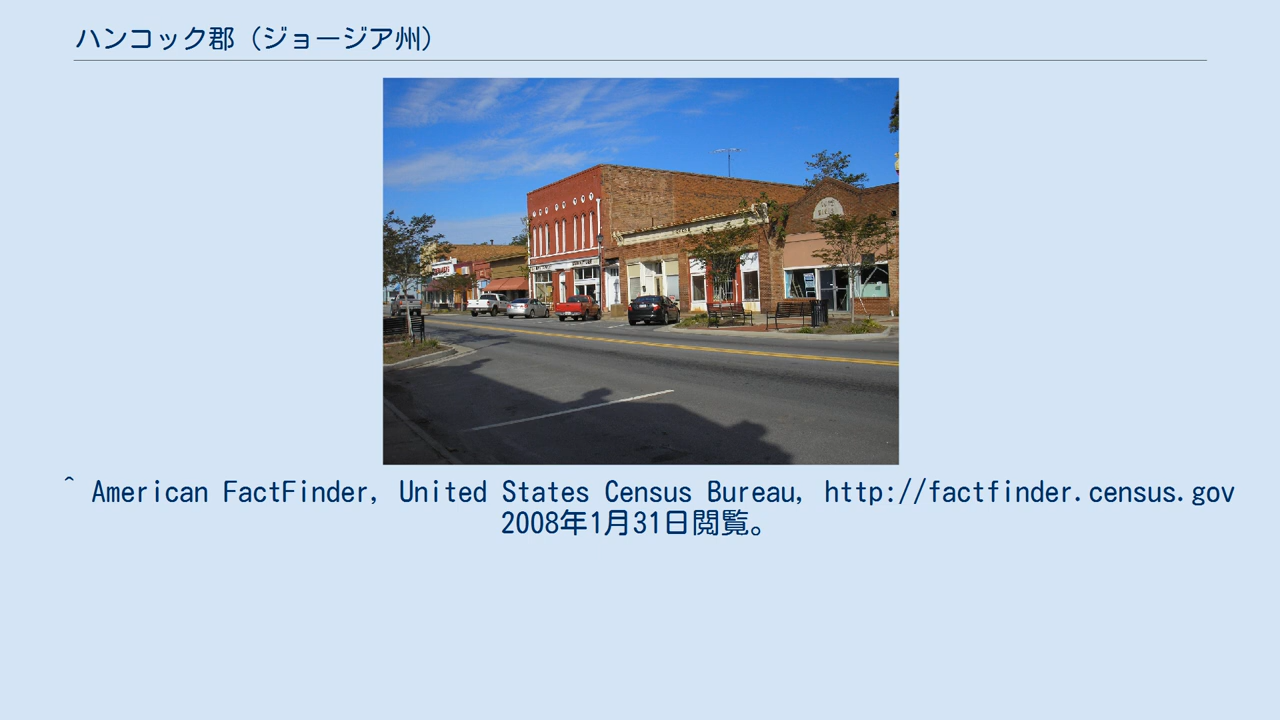 ハンコック郡（ジョージア州）
^ American FactFinder, United States Census Bureau, http://factfinder.census.gov
2008年1月31日閲覧。